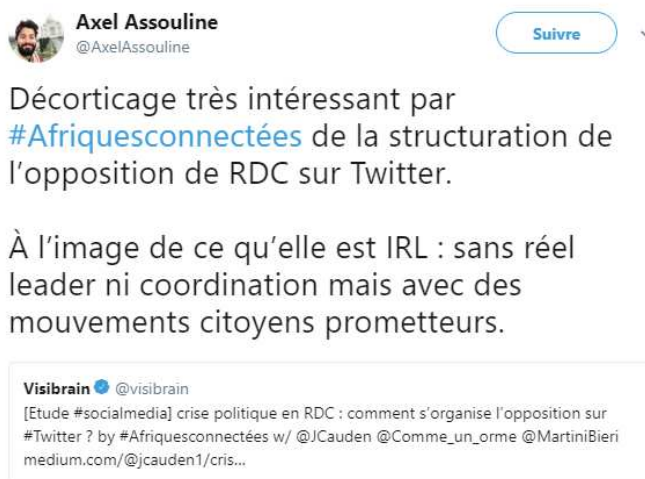 Axel Assouline
@AxelAssouline
Suivre
Décorticage très intéressant par
#Afriquesconnectées de la structuration de
l'opposition de RDC sur Twitter.
À l'image de ce qu'elle est IRL : sans réel
leader ni coordination mais avec des
mouvements citoyens prometteurs.
Visibrain @visibrain
[Etude #socialmedia] crise politique en RDC : comment s'organise l'opposition sur
#Twitter ? by #Afriquesconnectées w/ @JCauden @Comme_un_orme @MartiniBieri
medium.com/@jcauden1/cris...